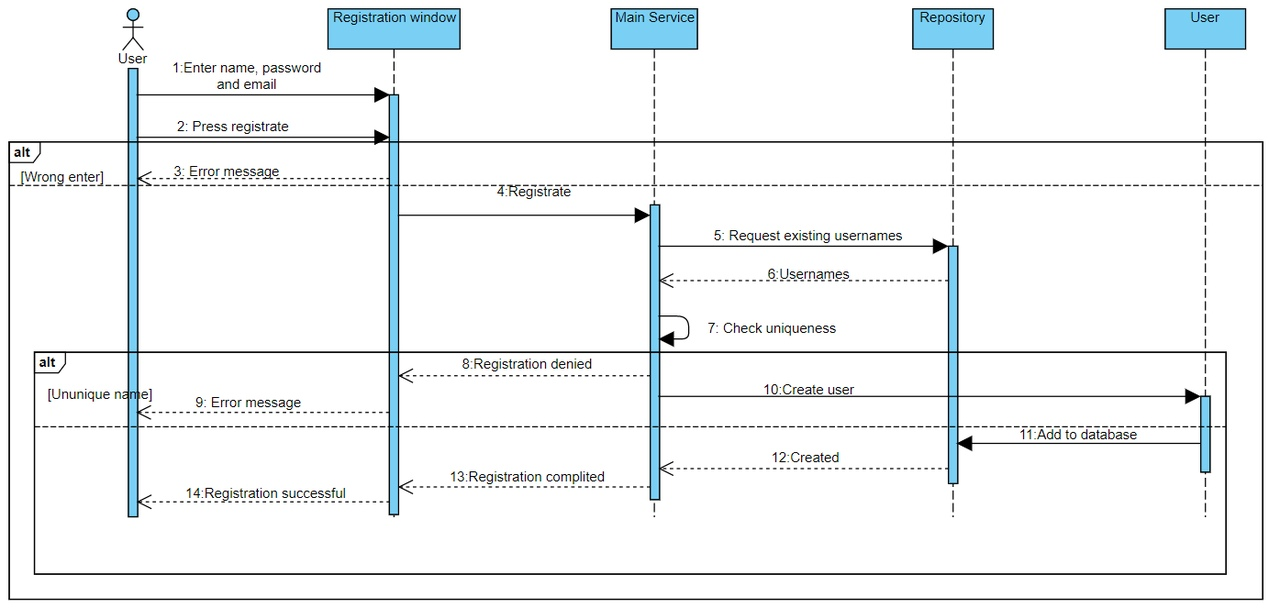 Registration window
Main Service
Repository
User
User
1:Enter name, password
and email
2: Press registrate
alt
[Wrong enter]
3: Error message
4:Registrate
5: Request existing usernames
6:Usernames
7: Check uniqueness
alt
8:Registration denied
[Ununique name]
9: Error message
10:Create user
11:Add to database
12:Created
13:Registration complited
14:Registration successful